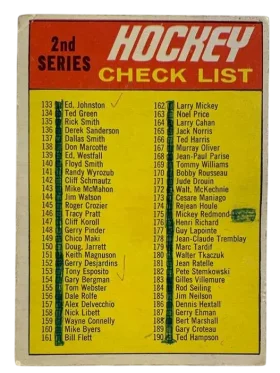 2nd
SERIES
HOCKEY
CHECK LIST
133 Ed. Johnston
134 Ted Green
135 Rick Smith
136 Derek Sanderson
137 Dallas Smith
138 Don Marcotte
139 Ed. Westfall
140 Floyd Smith
141 Randy Wyrozub
142 Cliff Schmautz
143 Mike McMahon
144 Jim Watson
145 Roger Crozier
146 Tracy Pratt
147 Cliff Koroll
148 Gerry Pinder
149 Chico Maki
150 Doug. Jarrett
151 Keith Magnuson
152 Gerry Desjardins
153 Tony Esposito
154 Gary Bergman
155 Tom Webster
156 Dale Rolfe
157 Alex Delvecchio
158 Nick Libett
159 Wayne Connelly
160 Mike Byers
161 Bill Flett
162 Larry Mickey
163 Noel Price
164 Larry Cahan
165 Jack Norris
166 Ted Harris
167 Murray Oliver
168 Jean-Paul Parise
169 Tommy Williams
170 Bobby Rousseau
171 Jude Drouin
172 Walt. McKechnie
173 Cesare Maniago
174 Rejean Houle
175 Mickey Redmond
176 Henri Richard
177 Guy Lapointe
178 Jean-Claude Tremblay
179 Marc Tardif
180 Walter Tkaczuk
181 Jean Ratelle
182 Pete Stemkowski
183 Gilles Villemure
184 Rod Seiling
185 Jim Neilson
186 Dennis Hextall
187 Gerry Ehman
188 Bert Marshall
189 Gary Croteau
190 Ted Hampson